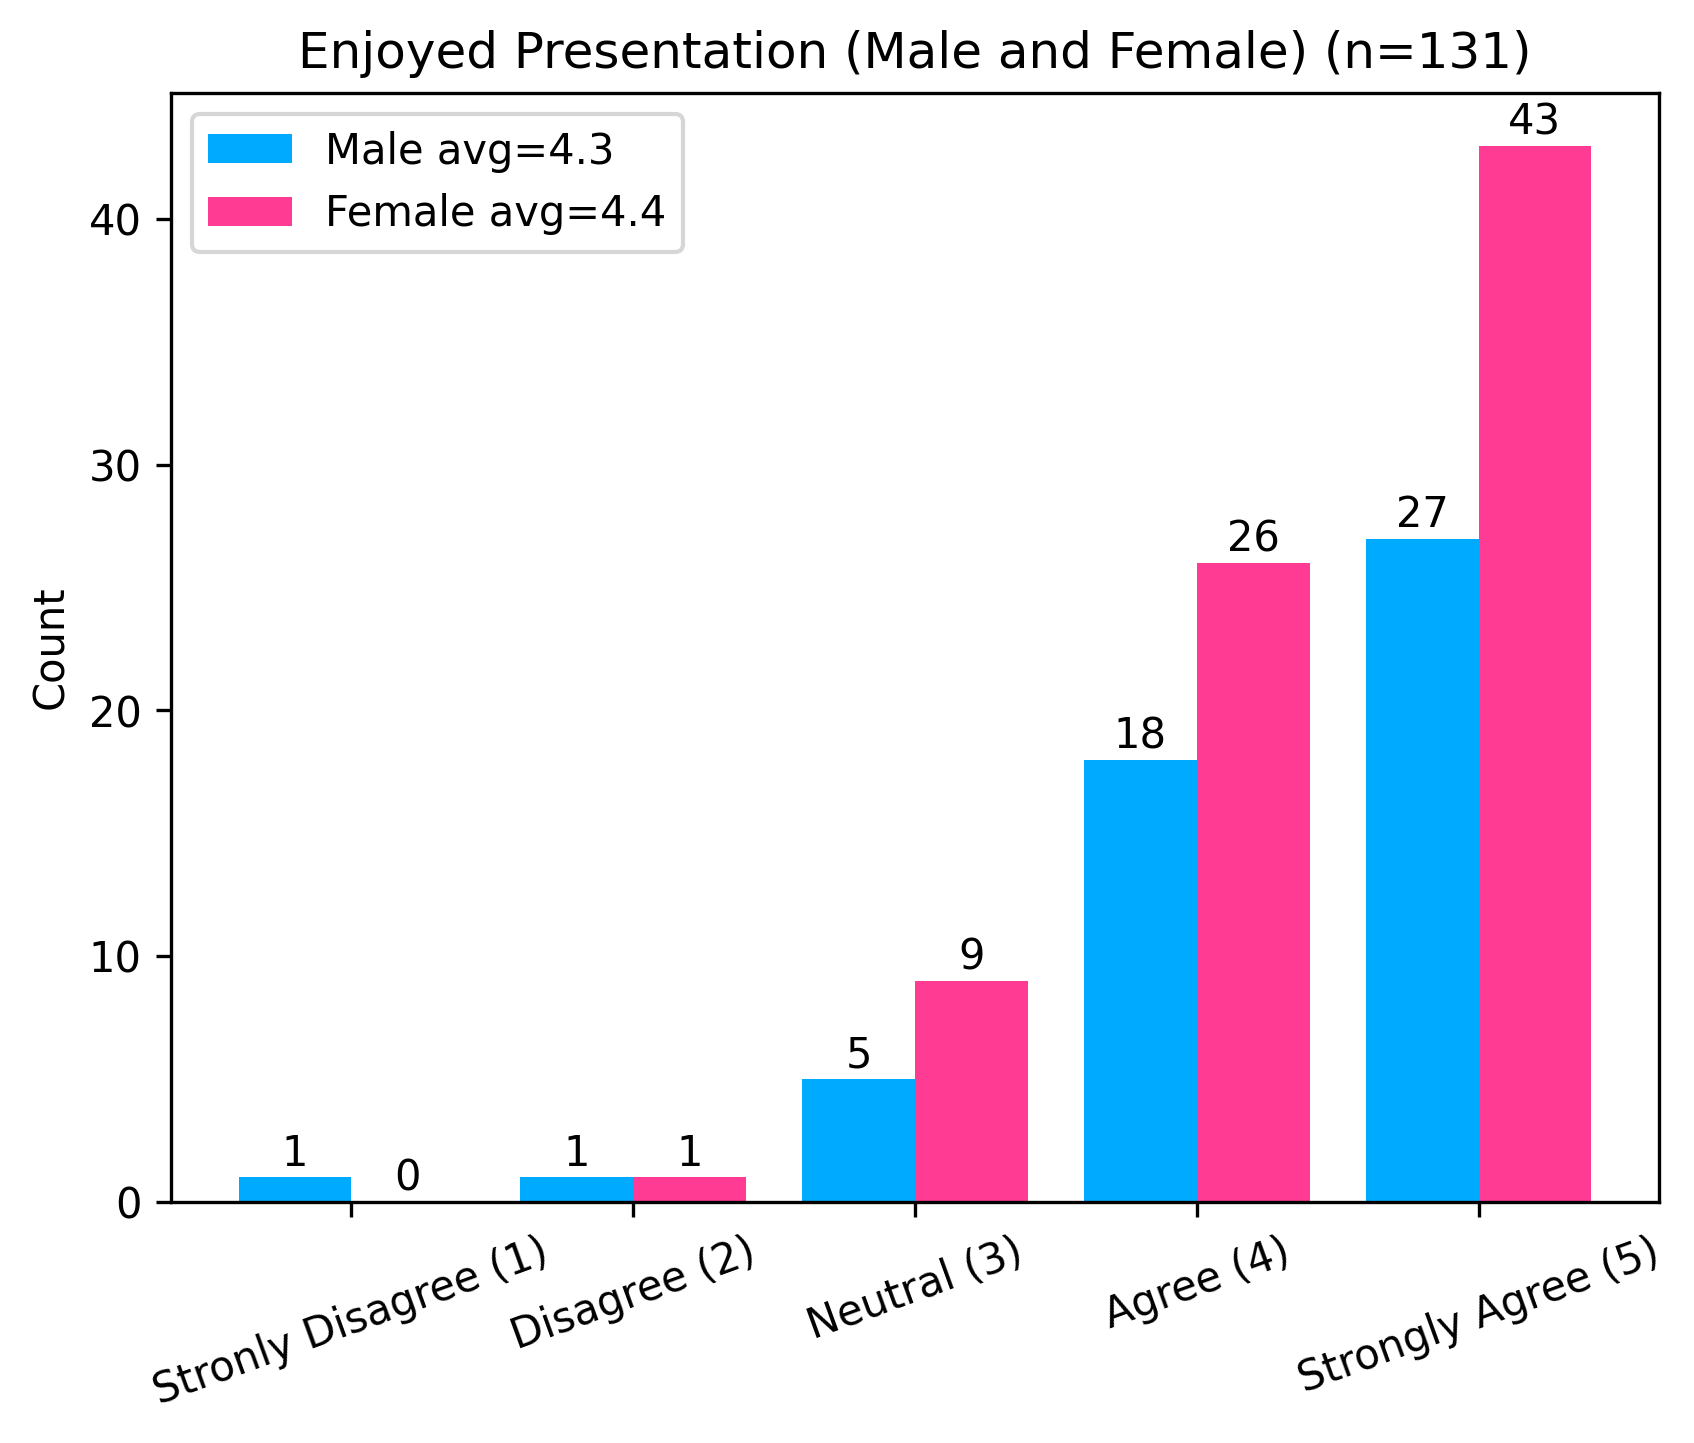 Enjoyed Presentation (Male and Female) (n=131)
Male avg=4.3
Female avg=4.4
Count
40
30
20
10
0
1
0
1
1
5
9
18
26
27
43
Stronly Disagree (1)
Disagree (2)
Neutral (3)
Agree (4)
Strongly Agree (5)